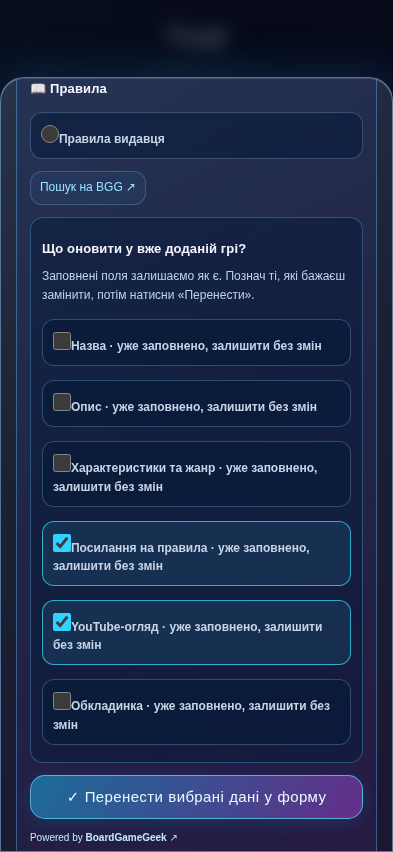 📖 Правила
Правила видавця
Пошук на BGG ↗
Що оновити у вже доданій грі?
Заповнені поля залишаємо як є. Познач ті, які бажаєш
замінити, потім натисни «Перенести».
Назва · уже заповнено, залишити без змін
Опис · уже заповнено, залишити без змін
Характеристики та жанр · уже заповнено,
залишити без змін
Посилання на правила · уже заповнено,
залишити без змін
YouTube-огляд · уже заповнено, залишити
без змін
Обкладинка · уже заповнено, залишити без
змін
✓ Перенести вибрані дані у форму
Powered by BoardGameGeek ↗